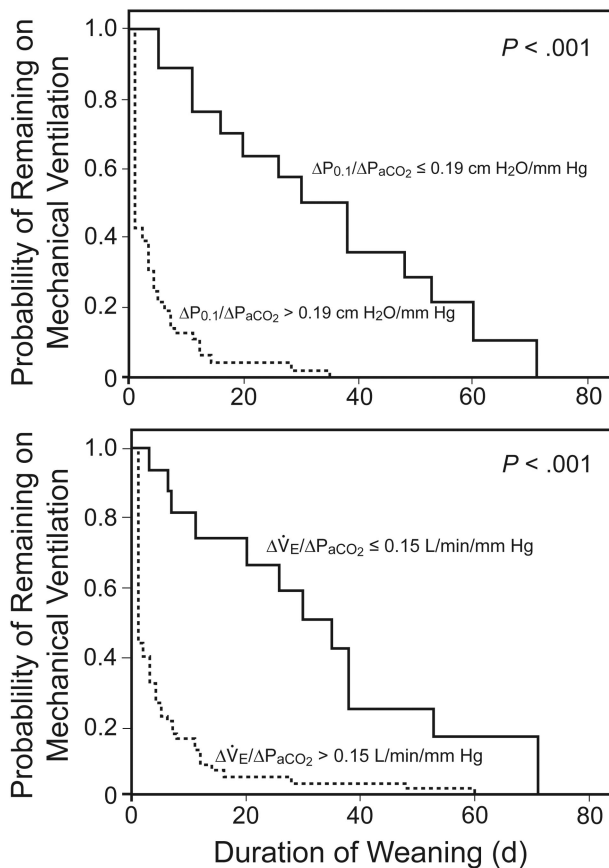 Probablility of Remaining on
Mechanical Ventilation
1.0
0.8
0.6
0.4
0.2
0
P < .001
ΔP0.1/ΔPaCO2 ≤ 0.19 cm H2O/mm Hg
ΔP0.1/ΔPaCO2 > 0.19 cm H2O/mm Hg
20
40
60
80
Probability of Remaining on
Mechanical Ventilation
1.0
0.8
0.6
0.4
0.2
0
P < .001
ΔV̇E/ΔPaCO2 ≤ 0.15 L/min/mm Hg
ΔV̇E/ΔPaCO2 > 0.15 L/min/mm Hg
20
40
60
80
Duration of Weaning (d)